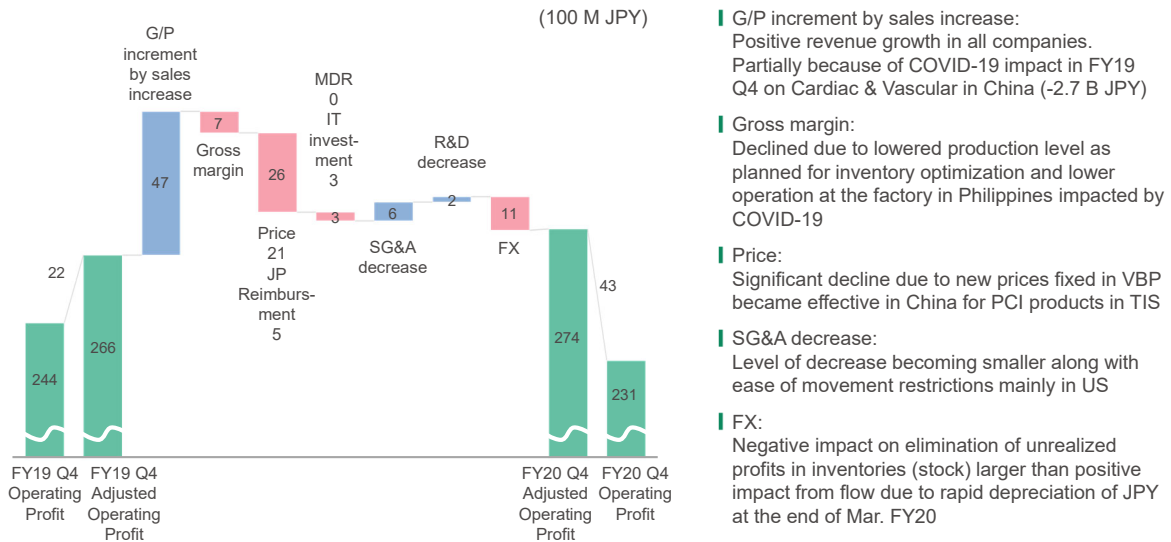 (100 M JPY)
G/P
increment
by sales
increase
MDR
0
IT
invest-
ment
3
R&D
decrease
7
Gross
margin
47
26
3
6
2
11
Price
21
JP
Reimburs-
ment
5
SG&A
decrease
FX
22
43
244
266
274
231
FY19 Q4
Operating
Profit
FY19 Q4
Adjusted
Operating
Profit
FY20 Q4
Adjusted
Operating
Profit
FY20 Q4
Operating
Profit
G/P increment by sales increase:
Positive revenue growth in all companies.
Partially because of COVID-19 impact in FY19
Q4 on Cardiac & Vascular in China (-2.7 B JPY)
Gross margin:
Declined due to lowered production level as
planned for inventory optimization and lower
operation at the factory in Philippines impacted by
COVID-19
Price:
Significant decline due to new prices fixed in VBP
became effective in China for PCI products in TIS
SG&A decrease:
Level of decrease becoming smaller along with
ease of movement restrictions mainly in US
FX:
Negative impact on elimination of unrealized
profits in inventories (stock) larger than positive
impact from flow due to rapid depreciation of JPY
at the end of Mar. FY20